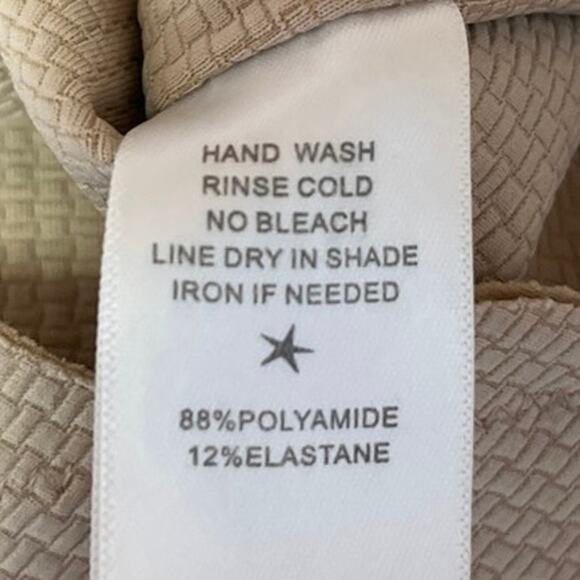 HAND WASH
RINSE COLD
NO BLEACH
LINE DRY IN SHADE
IRON IF NEEDED
88%POLYAMIDE
12%ELASTANE